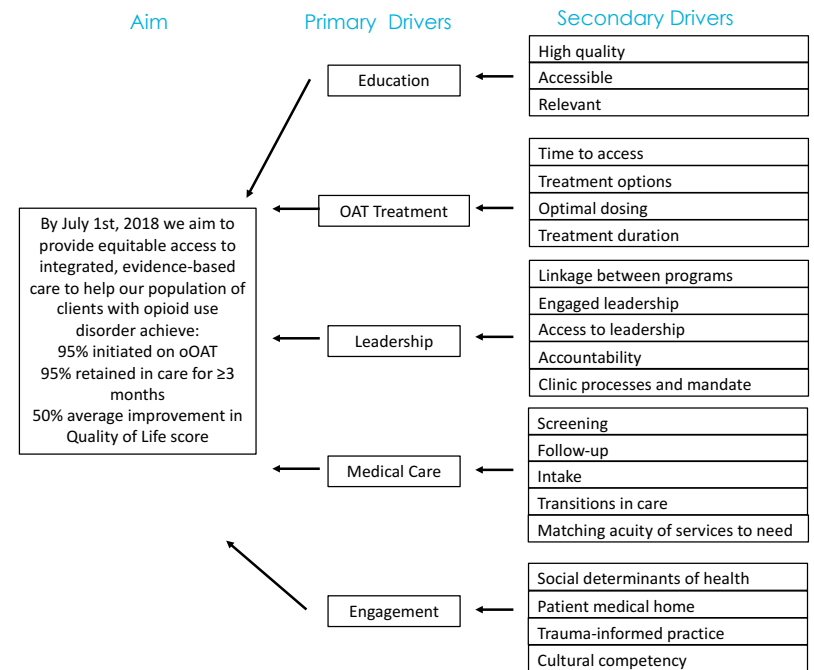 Aim
Primary Drivers
Secondary Drivers
By July 1st, 2018 we aim to
provide equitable access to
integrated, evidence-based
care to help our population of
clients with opioid use
disorder achieve:
95% initiated on oOAT
95% retained in care for ≥3
months
50% average improvement in
Quality of Life score
Education
High quality
Accessible
Relevant
OAT Treatment
Time to access
Treatment options
Optimal dosing
Treatment duration
Leadership
Linkage between programs
Engaged leadership
Access to leadership
Accountability
Clinic processes and mandate
Medical Care
Screening
Follow-up
Intake
Transitions in care
Matching acuity of services to need
Engagement
Social determinants of health
Patient medical home
Trauma-informed practice
Cultural competency